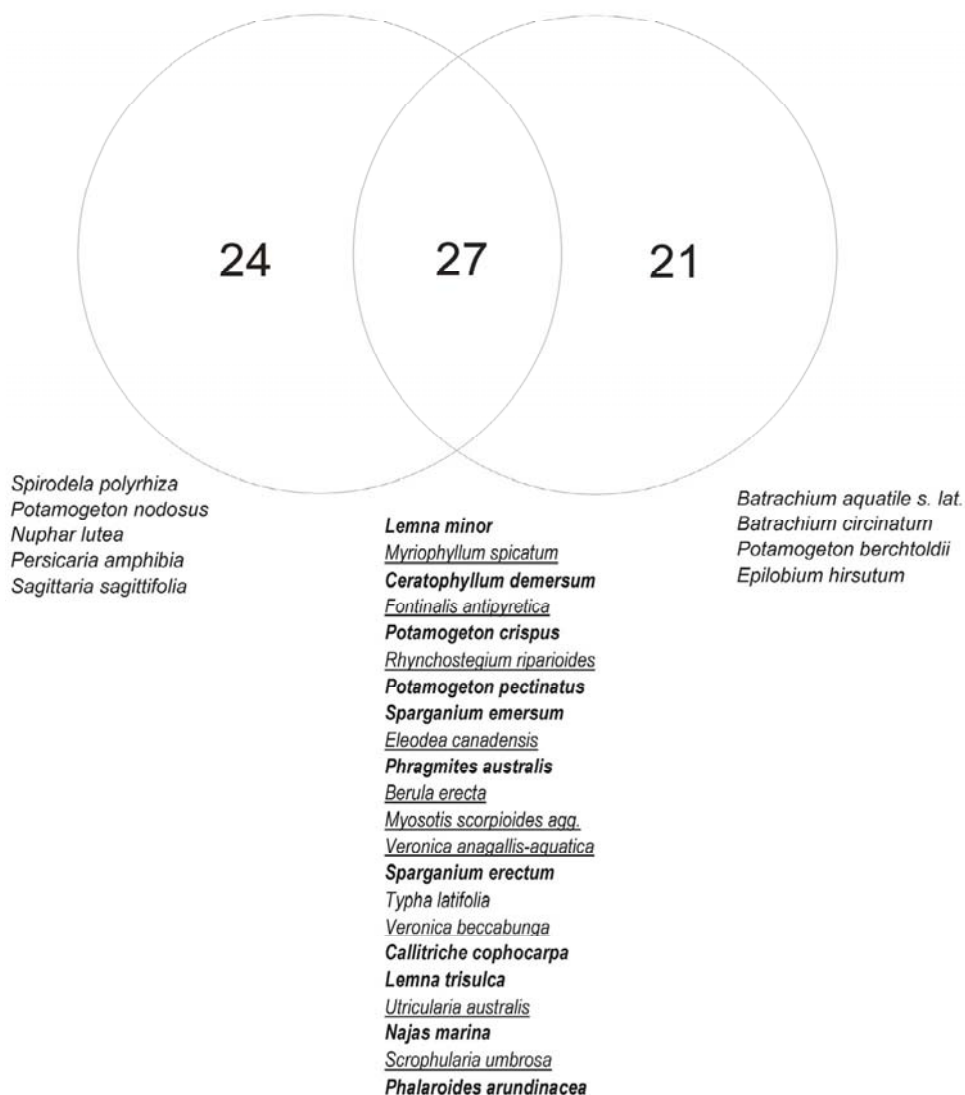 24
27
21
Spirodela polyrhiza
Potamogeton nodosus
Nuphar lutea
Persicaria amphibia
Sagittaria sagittifolia
Lemna minor
Myriophyllum spicatum
Ceratophyllum demersum
Fontinalis antipyretica
Potamogeton crispus
Rhynchostegium riparioides
Potamogeton pectinatus
Sparganium emersum
Eleodea canadensis
Phragmites australis
Berula erecta
Myosotis scorpioides agg.
Veronica anagallis-aquatica
Sparganium erectum
Typha latifolia
Veronica beccabunga
Callitriche cophocarpa
Lemna trisulca
Utricularia australis
Najas marina
Scrophularia umbrosa
Phalaroides arundinacea
Batrachium aquatile s. lat.
Batrachium circinatum
Potamogeton berchtoldii
Epilobium hirsutum